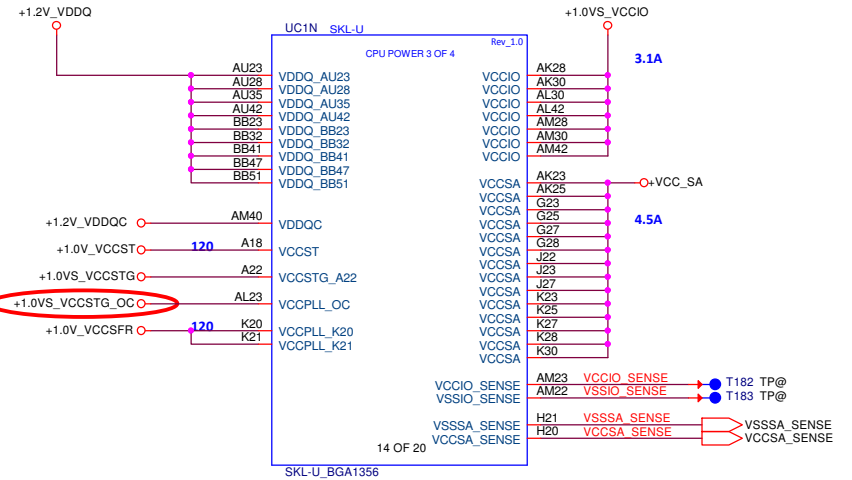 +1.2V_VDDQ
+1.0VS_VCCIO
UC1N SKL-U
Rev_1.0
CPU POWER 3 OF 4
3.1A
AU23 VDDQ_AU23 VCCIO AK28
AU28 VDDQ_AU28 VCCIO AK30
AU35 VDDQ_AU35 VCCIO AL30
AU42 VDDQ_AU42 VCCIO AL42
BB23 VDDQ_BB23 VCCIO AM28
BB32 VDDQ_BB32 VCCIO AM30
BB41 VDDQ_BB41 VCCIO AM42
BB47 VDDQ_BB47
BB51 VDDQ_BB51 VCCSA AK23 +VCC_SA
VCCSA AK25
VCCSA G23
+1.2V_VDDQC AM40 VDDQC VCCSA G25 4.5A
VCCSA G27
+1.0V_VCCST 120 A18 VCCST VCCSA G28
VCCSA J22
+1.0VS_VCCSTG A22 VCCSTG_A22 VCCSA J23
VCCSA J27
+1.0VS_VCCSTG_OC AL23 VCCPLL_OC VCCSA K23
VCCSA K25
+1.0V_VCCSFR 120 K20 VCCPLL_K20 VCCSA K27
K21 VCCPLL_K21 VCCSA K28
VCCSA K30
VCCIO_SENSE AM23 VCCIO_SENSE T182 TP@
VSSIO_SENSE AM22 VSSIO_SENSE T183 TP@
VSSSA_SENSE H21 VSSSA_SENSE VSSSA_SENSE
VCCSA_SENSE H20 VCCSA_SENSE VCCSA_SENSE
14 OF 20
SKL-U_BGA1356